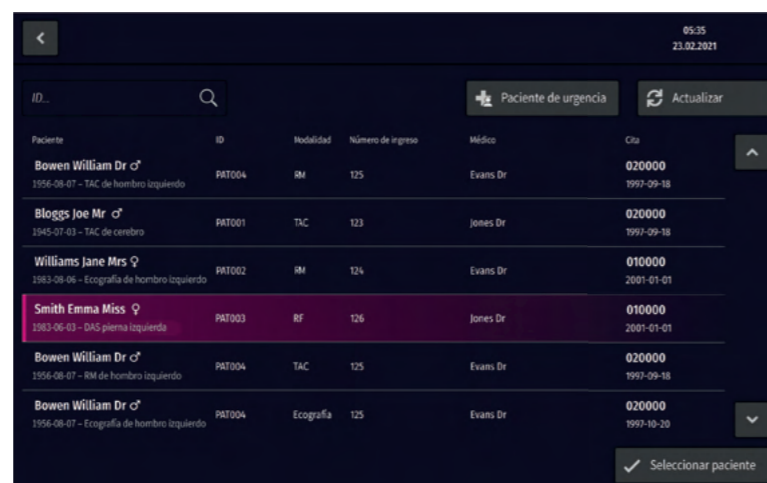 05:35
23.02.2021
ID...
Paciente de urgencia
Actualizar
Paciente ID Modalidad Número de ingreso Médico Cita
Bowen William Dr ♂ PAT004 RM 125 Evans Dr 020000
1956-08-07 – TAC de hombro izquierdo 1997-09-18
Bloggs Joe Mr ♂ PAT001 TAC 123 Jones Dr 020000
1945-07-03 – TAC de cerebro 1997-09-18
Williams Jane Mrs ♀ PAT002 RM 124 Evans Dr 010000
1983-08-06 – Ecografía de hombro izquierdo 2001-01-01
Smith Emma Miss ♀ PAT003 RF 126 Jones Dr 010000
1983-06-03 – DAS pierna izquierda 2001-01-01
Bowen William Dr ♂ PAT004 TAC 125 Evans Dr 020000
1956-08-07 – RM de hombro izquierdo 1997-09-18
Bowen William Dr ♂ PAT004 Ecografía 125 Evans Dr 020000
1956-08-07 – Ecografía de hombro izquierdo 1997-10-20
Seleccionar paciente